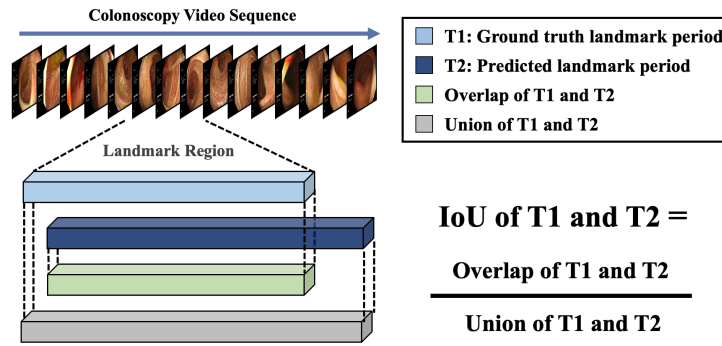 Colonoscopy Video Sequence
T1: Ground truth landmark period
T2: Predicted landmark period
Overlap of T1 and T2
Union of T1 and T2
Landmark Region
IoU of T1 and T2 =
Overlap of T1 and T2
Union of T1 and T2